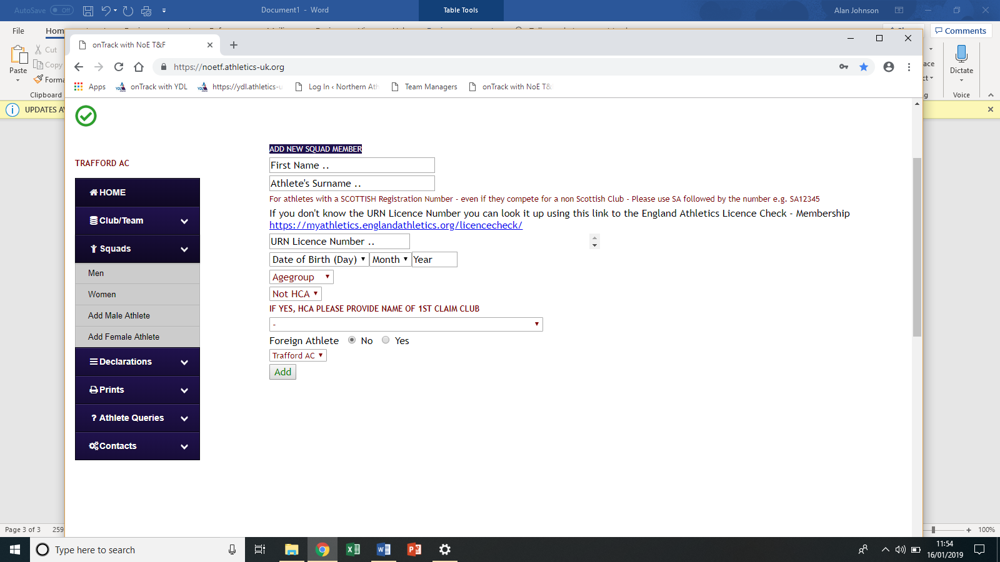 AutoSave Off
Document1 - Word
Table Tools
Alan Johnson
File
Hom
Comments
Paste
Cut
Copy
Forma
Clipboard
ace
ct
g
Dictate
Voice
UPDATES AV
onTrack with NoE T&F
https://noetf.athletics-uk.org
Apps
onTrack with YDL
https://ydl.athletics-u
Log In ‹ Northern Ath
Team Managers
onTrack with NoE T&
TRAFFORD AC
HOME
Club/Team
Squads
Men
Women
Add Male Athlete
Add Female Athlete
Declarations
Prints
? Athlete Queries
Contacts
ADD NEW SQUAD MEMBER
First Name ..
Athlete's Surname ..
For athletes with a SCOTTISH Registration Number - even if they compete for a non Scottish Club - Please use SA followed by the number e.g. SA12345
If you don't know the URN Licence Number you can look it up using this link to the England Athletics Licence Check - Membership
https://myathletics.englandathletics.org/licencecheck/
URN Licence Number ..
Date of Birth (Day) Month Year
Agegroup
Not HCA
IF YES, HCA PLEASE PROVIDE NAME OF 1ST CLAIM CLUB
-
Foreign Athlete No Yes
Trafford AC
Add
Page 3 of 3 259
100%
Type here to search
11:54
16/01/2019